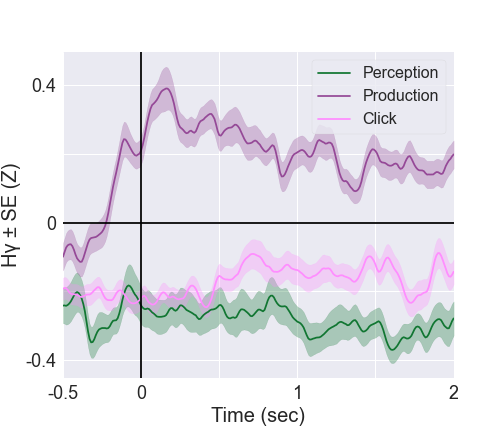 Perception
Production
Click
0.4
0
-0.4
Hγ ± SE (Z)
-0.5
0
1
2
Time (sec)